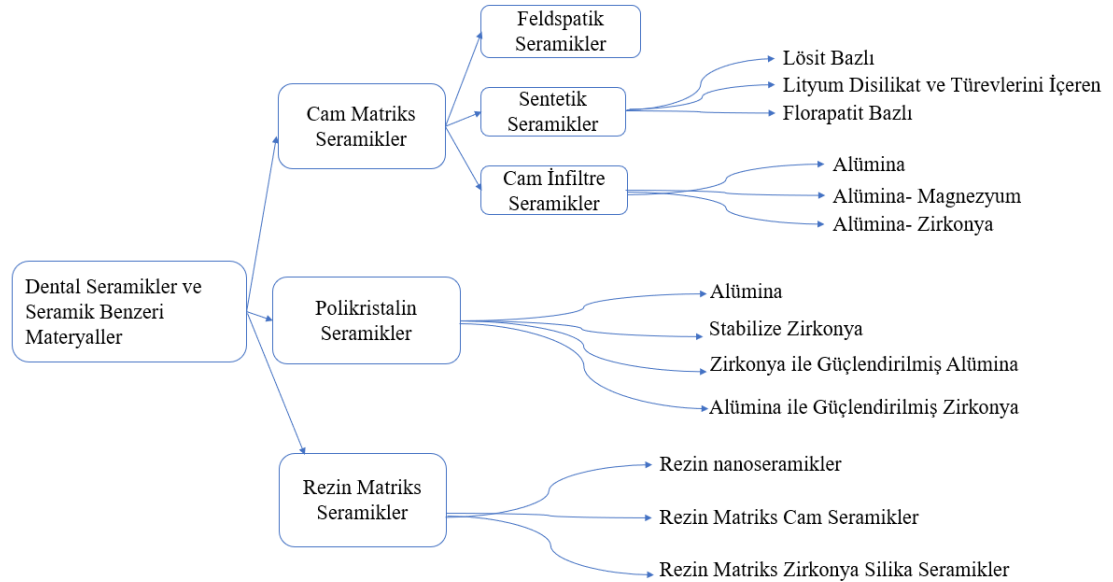 Feldspatik
Seramikler
Cam Matriks
Seramikler
Sentetik
Seramikler
Lösit Bazlı
Lityum Disilikat ve Türevlerini İçeren
Florapatit Bazlı
Cam İnfiltre
Seramikler
Alümina
Alümina- Magnezyum
Alümina- Zirkonya
Dental Seramikler ve
Seramik Benzeri
Materyaller
Polikristalin
Seramikler
Alümina
Stabilize Zirkonya
Zirkonya ile Güçlendirilmiş Alümina
Alümina ile Güçlendirilmiş Zirkonya
Rezin Matriks
Seramikler
Rezin nanoseramikler
Rezin Matriks Cam Seramikler
Rezin Matriks Zirkonya Silika Seramikler